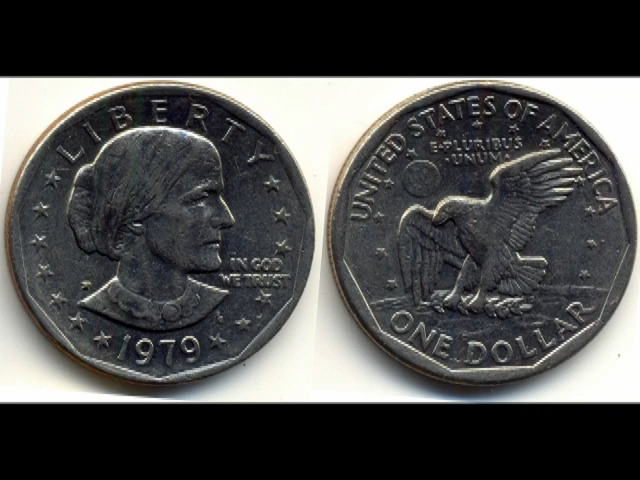 LIBERTY
IN GOD
WE TRUST
1979
UNITED STATES OF AMERICA
E·PLURIBUS
·UNUM·
ONE DOLLAR